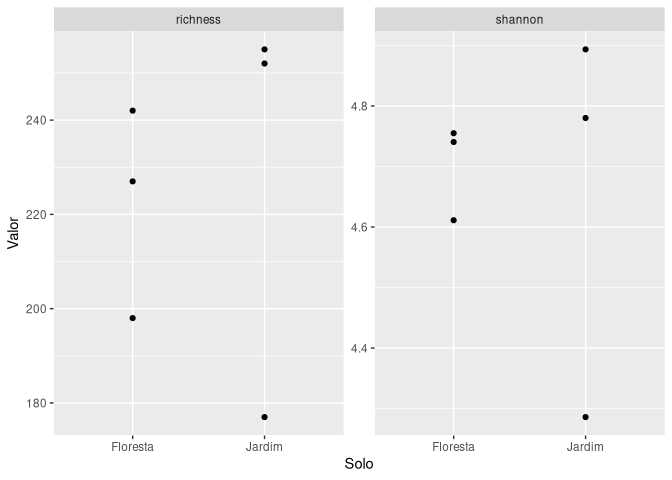 richness
shannon
Valor
240
220
200
180
4.8
4.6
4.4
Floresta
Jardim
Floresta
Jardim
Solo